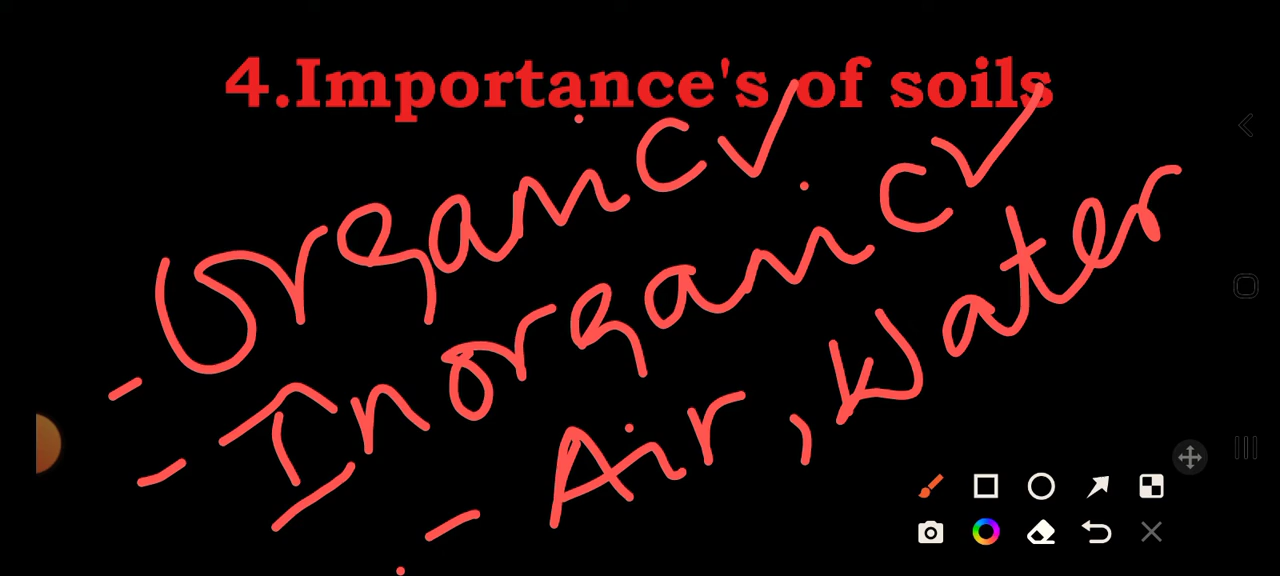 4.Importance's of soils
- Organic ✓
- Inorganic ✓
- Air, Water